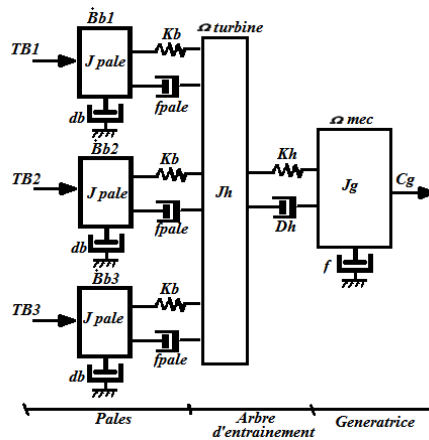 Ḃb1
Kb
Ω turbine
TB1
J pale
fpale
db
Ḃb2
Kb
Ω mec
TB2
J pale
Kh
Jh
Jg
Cg
fpale
Dh
db
f
Ḃb3
Kb
TB3
J pale
fpale
db
Pales
Arbre
d'entrainement
Generatrice